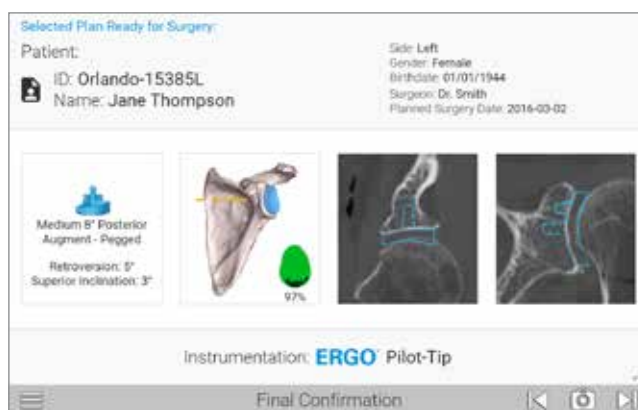 Selected Plan Ready for Surgery:
Patient:
ID: Orlando-15385L
Name: Jane Thompson
Side: Left
Gender: Female
Birthdate: 01/01/1944
Surgeon: Dr. Smith
Planned Surgery Date: 2016-03-02
Medium 8° Posterior
Augment - Pegged
Retroversion: 5°
Superior Inclination: 3°
97%
Instrumentation: ERGO Pilot-Tip
Final Confirmation